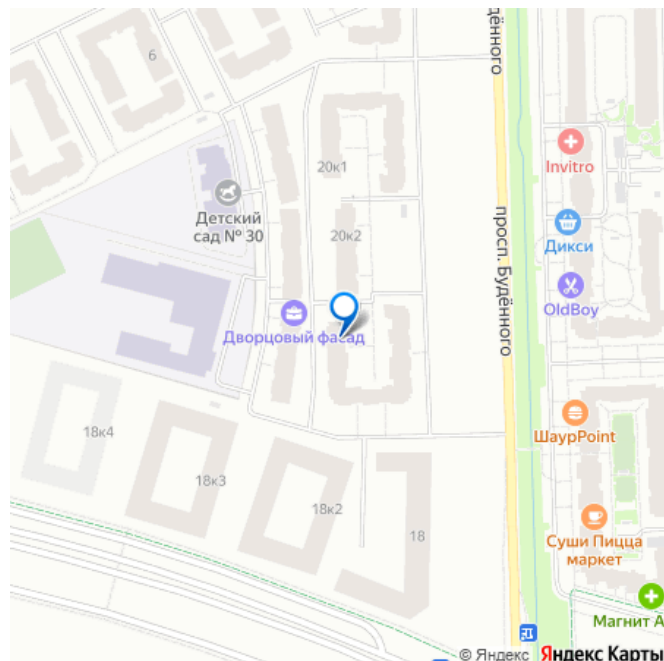 дённого
6
Invitro
20к1
Детский
сад № 30
20к2
Дикси
просп. Будённого
OldBoy
Дворцовый фасад
ШаурPoint
18к4
18к3
18к2
18
Суши Пицца
маркет
Магнит А
© Яндекс Яндекс Карты